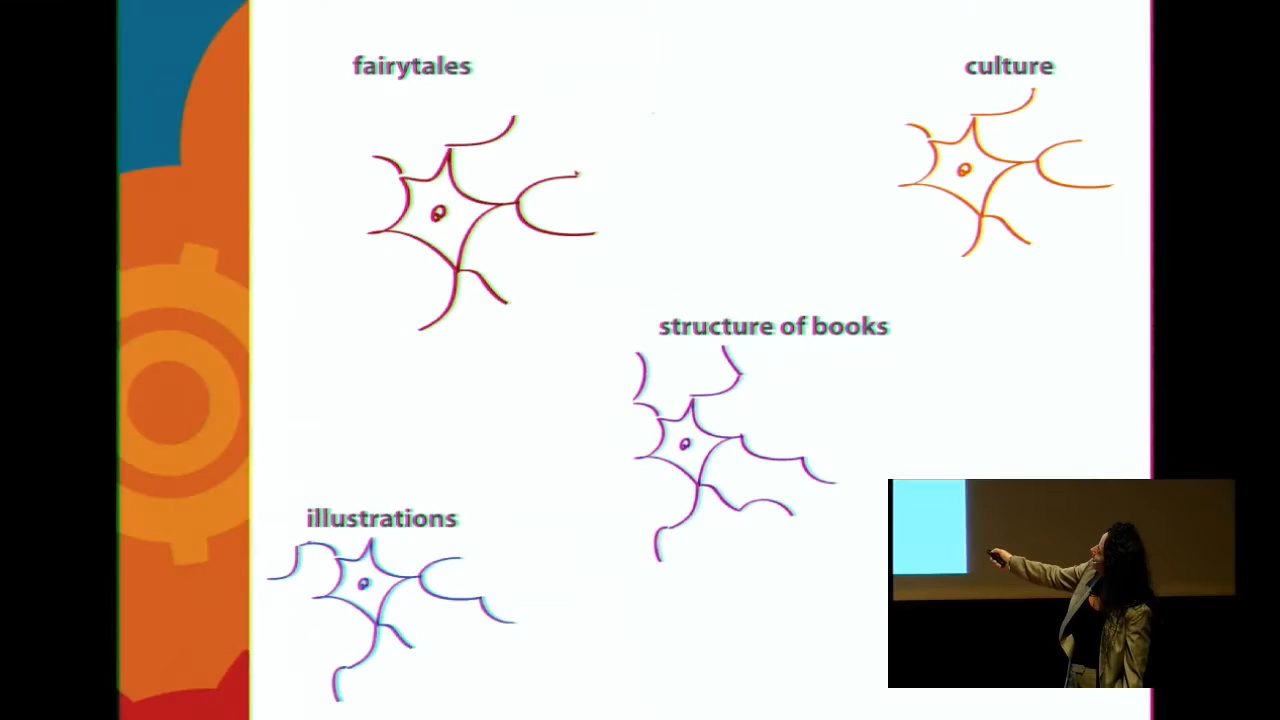 fairytales
culture
structure of books
illustrations